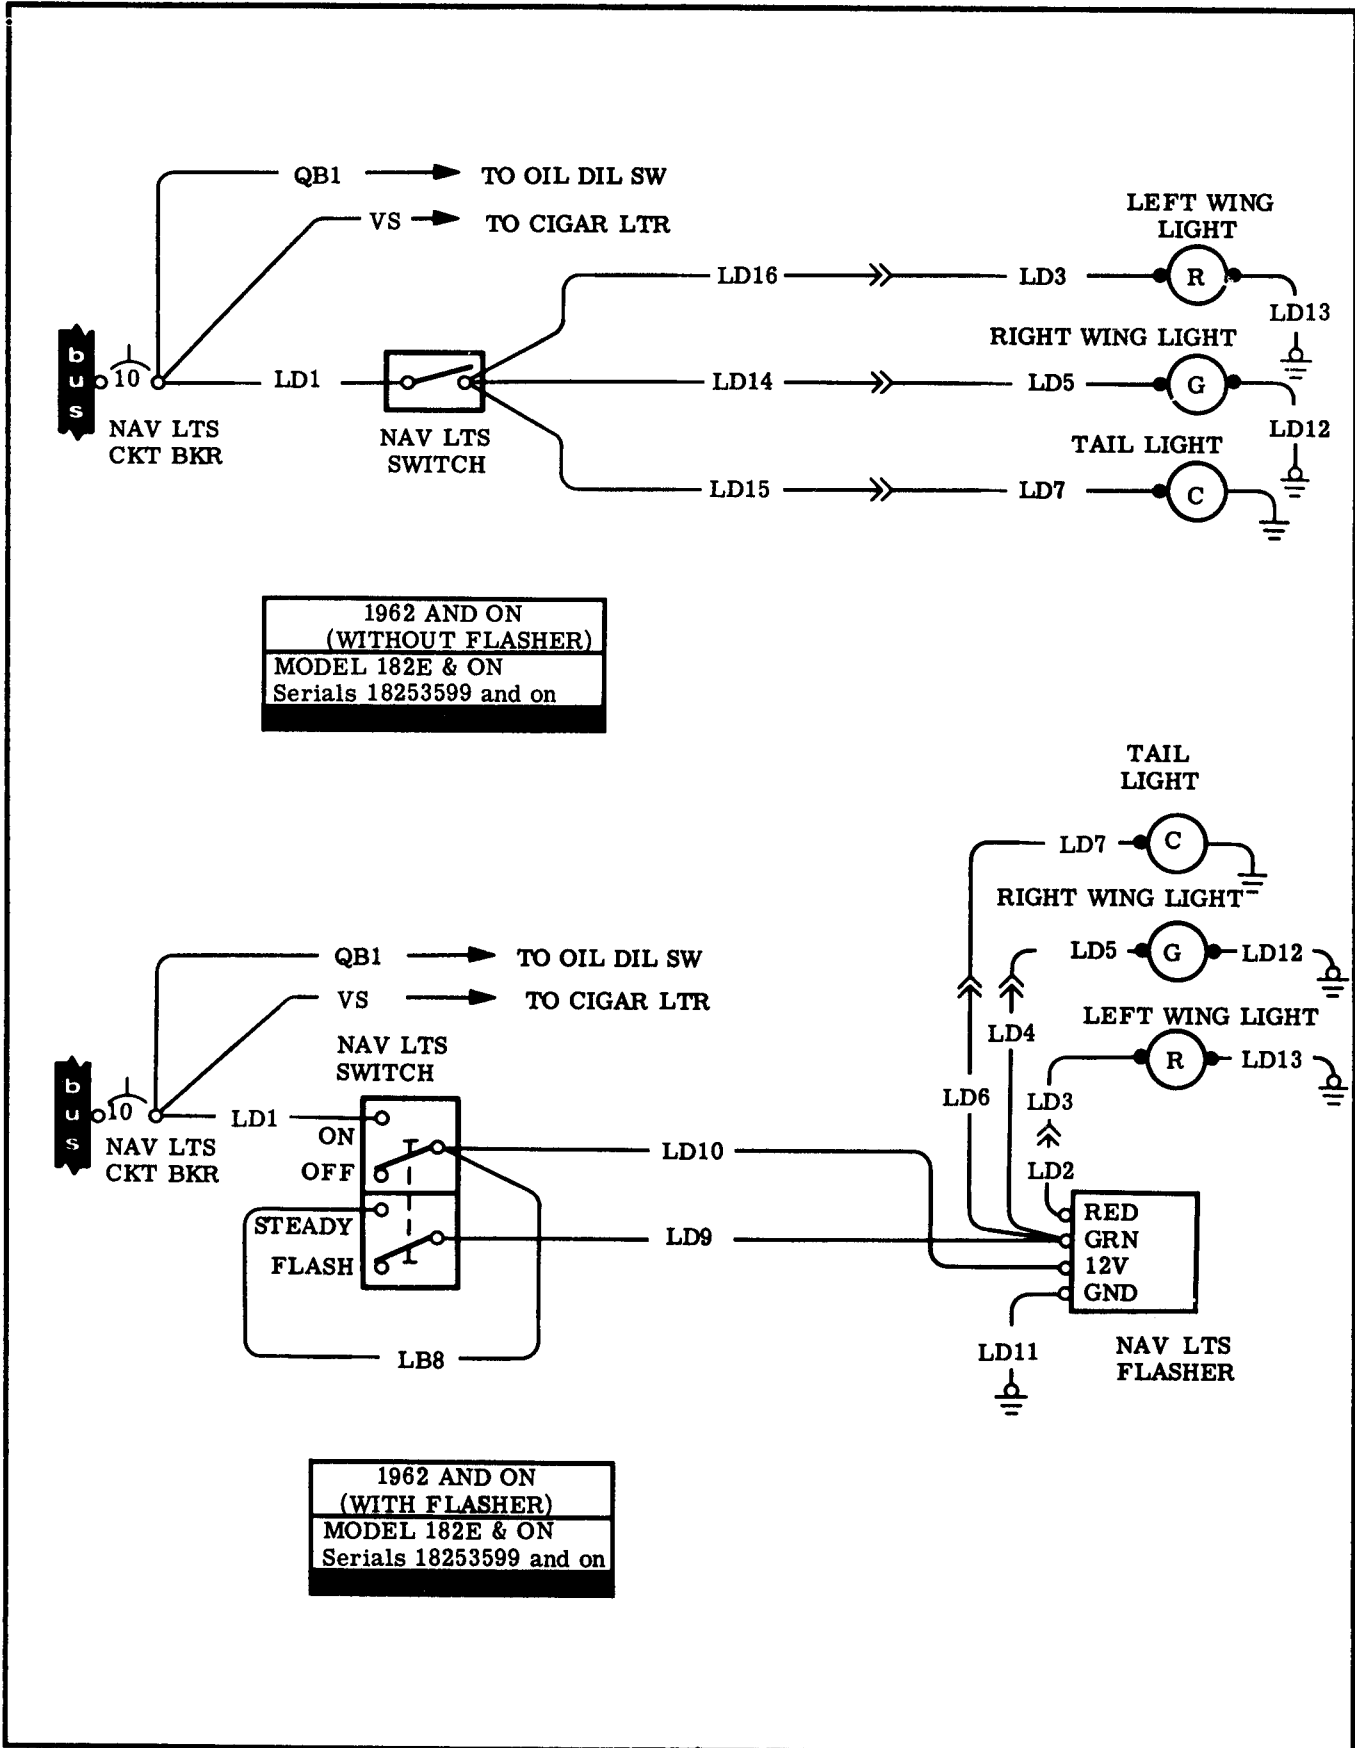 QB1 TO OIL DIL SW
VS TO CIGAR LTR
LEFT WING
LIGHT
LD16 LD3 R
LD13
RIGHT WING LIGHT
bus 10 LD1 LD14 LD5 G
NAV LTS
CKT BKR
NAV LTS
SWITCH
LD12
TAIL LIGHT
LD15 LD7 C
1962 AND ON
(WITHOUT FLASHER)
MODEL 182E & ON
Serials 18253599 and on
TAIL
LIGHT
LD7 C
RIGHT WING LIGHT
QB1 TO OIL DIL SW
LD5 G LD12
VS TO CIGAR LTR
LEFT WING LIGHT
LD4
NAV LTS
SWITCH
R LD13
bus 10 LD1
LD6 LD3
ON
NAV LTS
CKT BKR
OFF
LD10
LD2
STEADY
RED
LD9
GRN
FLASH
12V
GND
LB8
LD11
NAV LTS
FLASHER
1962 AND ON
(WITH FLASHER)
MODEL 182E & ON
Serials 18253599 and on